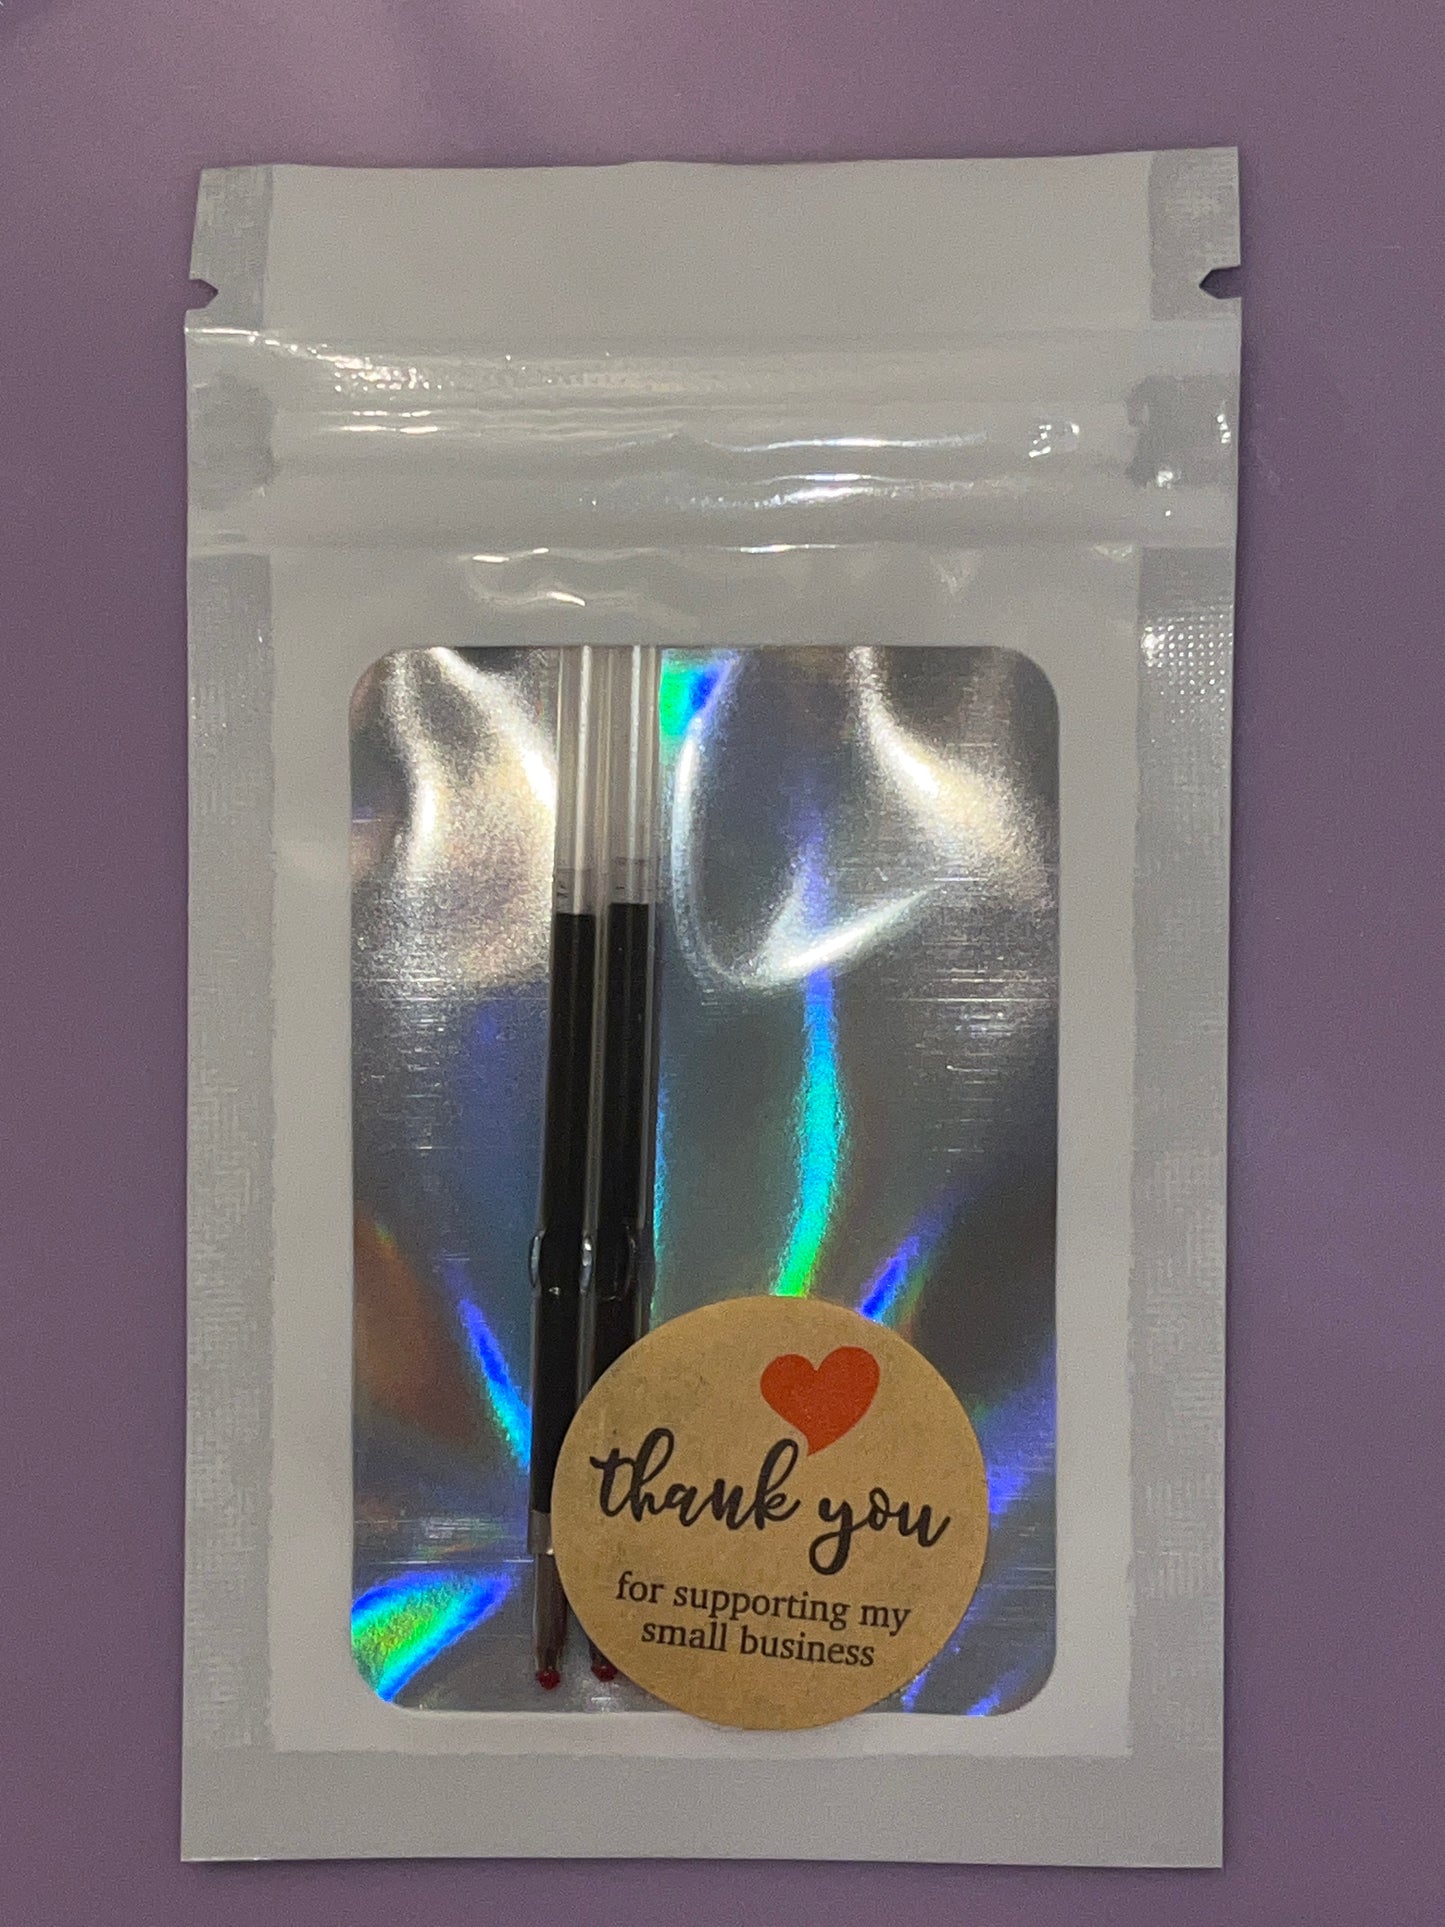 thank you
for supporting my
small business